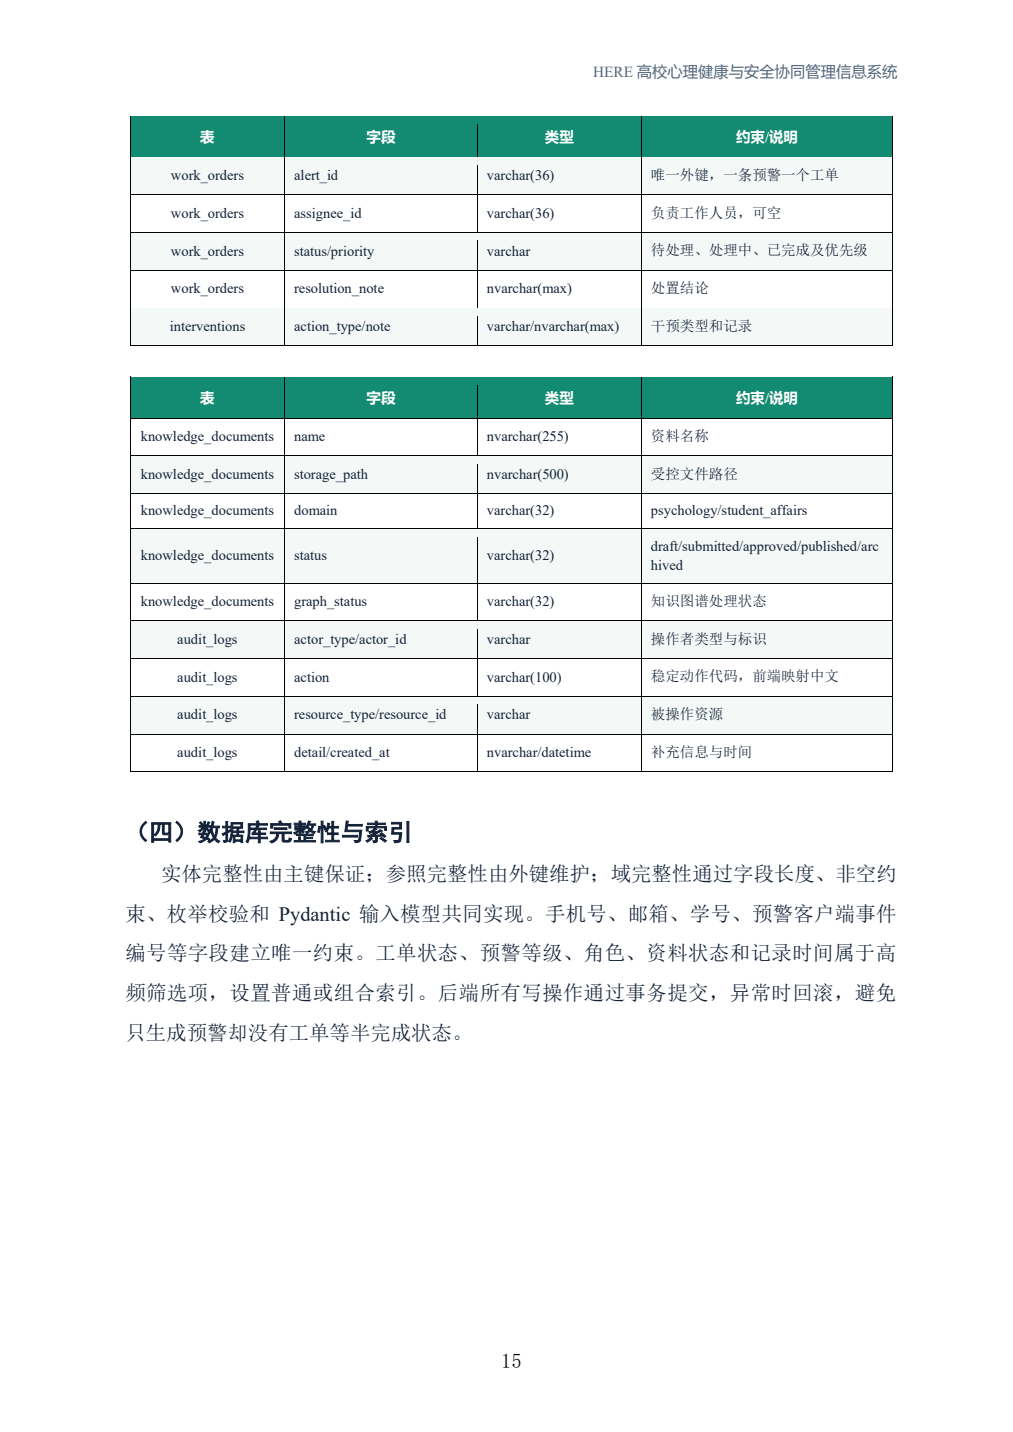 HERE 高校心理健康与安全协同管理信息系统
表 字段 类型 约束/说明
work_orders alert_id varchar(36) 唯一外键，一条预警一个工单
work_orders assignee_id varchar(36) 负责工作人员，可空
work_orders status/priority varchar 待处理、处理中、已完成及优先级
work_orders resolution_note nvarchar(max) 处置结论
interventions action_type/note varchar/nvarchar(max) 干预类型和记录
表 字段 类型 约束/说明
knowledge_documents name nvarchar(255) 资料名称
knowledge_documents storage_path nvarchar(500) 受控文件路径
knowledge_documents domain varchar(32) psychology/student_affairs
knowledge_documents status varchar(32) draft/submitted/approved/published/arc
hived
knowledge_documents graph_status varchar(32) 知识图谱处理状态
audit_logs actor_type/actor_id varchar 操作者类型与标识
audit_logs action varchar(100) 稳定动作代码，前端映射中文
audit_logs resource_type/resource_id varchar 被操作资源
audit_logs detail/created_at nvarchar/datetime 补充信息与时间
（四）数据库完整性与索引
实体完整性由主键保证；参照完整性由外键维护；域完整性通过字段长度、非空约
束、枚举校验和 Pydantic 输入模型共同实现。手机号、邮箱、学号、预警客户端事件
编号等字段建立唯一约束。工单状态、预警等级、角色、资料状态和记录时间属于高
频筛选项，设置普通或组合索引。后端所有写操作通过事务提交，异常时回滚，避免
只生成预警却没有工单等半完成状态。
15